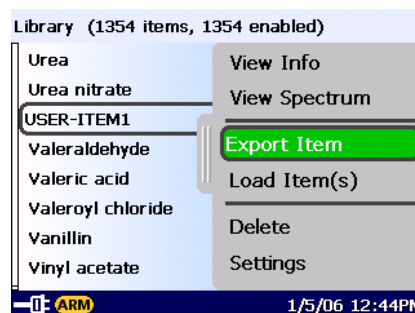 Library (1354 items, 1354 enabled)
Urea
Urea nitrate
USER-ITEM1
Valeraldehyde
Valeric acid
Valeroyl chloride
Vanillin
Vinyl acetate
View Info
View Spectrum
Export Item
Load Item(s)
Delete
Settings
ARM
1/5/06 12:44PM